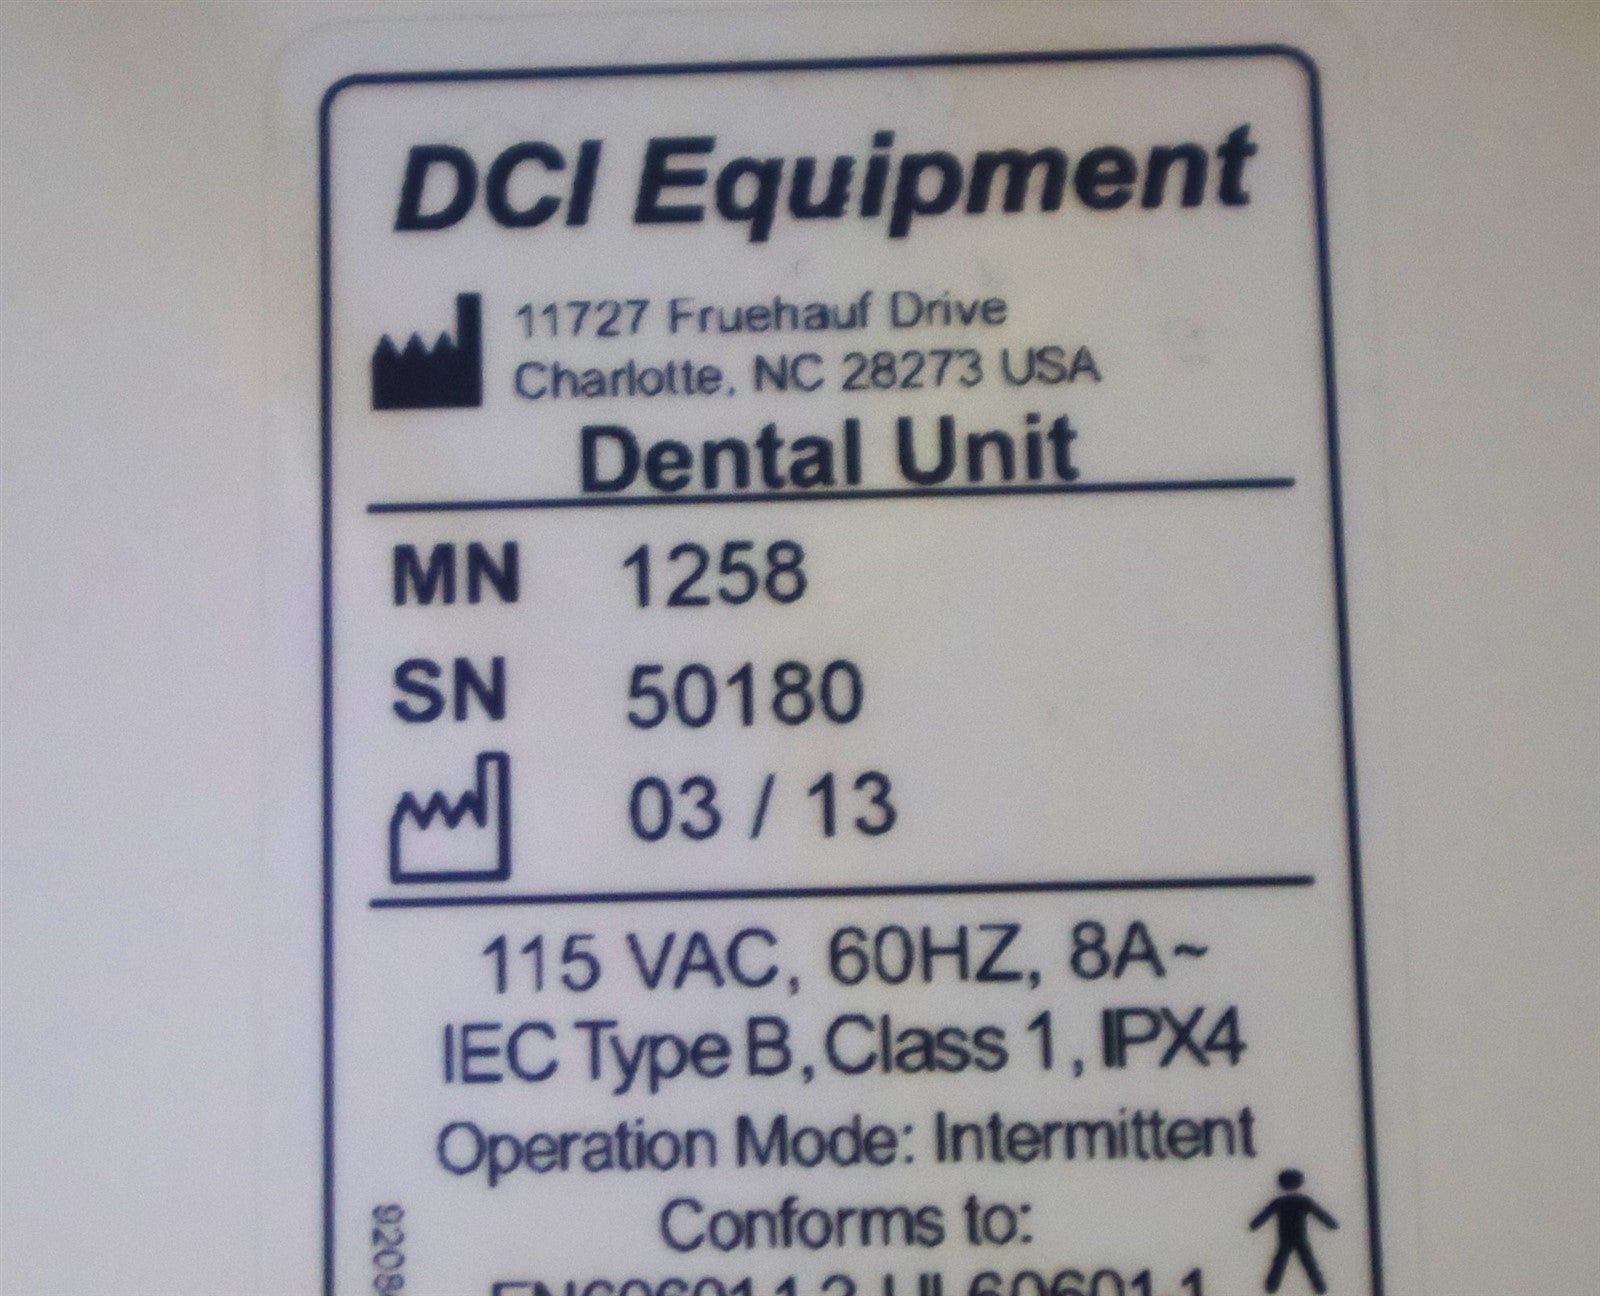 DCI Equipment
11727 Fruehauf Drive
Charlotte, NC 28273 USA
Dental Unit
MN 1258
SN 50180
03 / 13
115 VAC, 60HZ, 8A~
IEC Type B, Class 1, IPX4
Operation Mode: Intermittent
Conforms to: